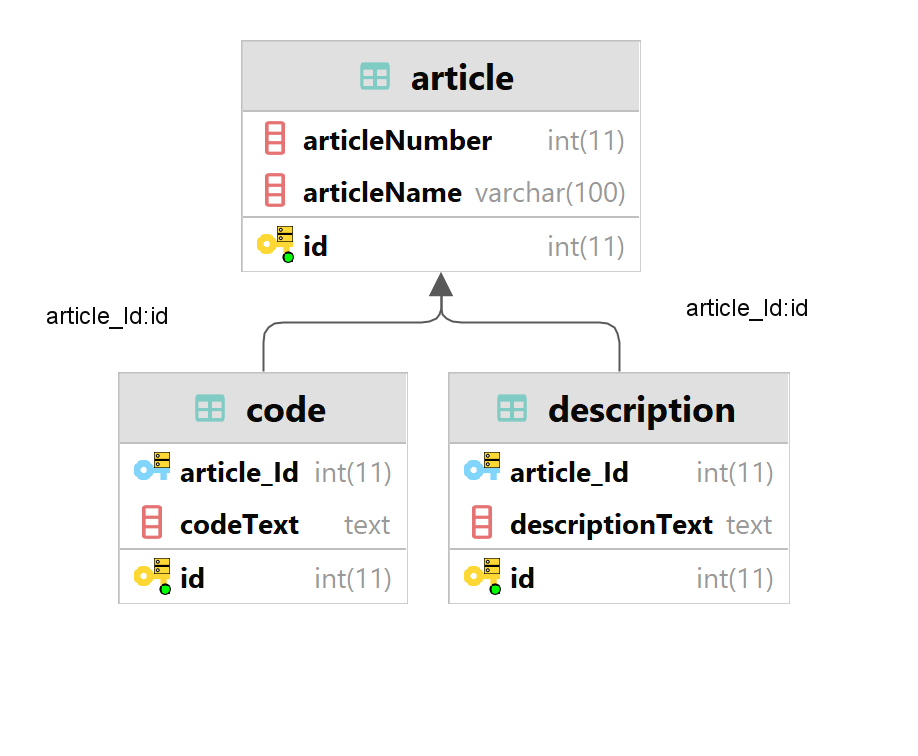 article
articleNumber int(11)
articleName varchar(100)
id int(11)
article_Id:id
article_Id:id
code
article_Id int(11)
codeText text
id int(11)
description
article_Id int(11)
descriptionText text
id int(11)